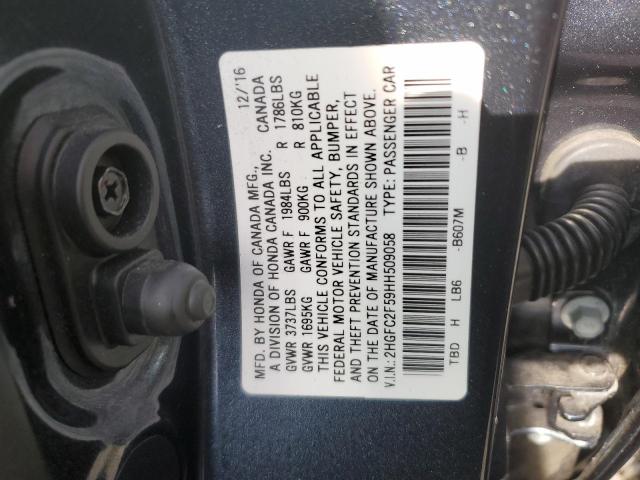 MFD. BY HONDA OF CANADA MFG., 12/'16
A DIVISION OF HONDA CANADA INC. CANADA
GVWR 3737LBS GAWR F 1984LBS R 1786LBS
GVWR 1695KG GAWR F 900KG R 810KG
THIS VEHICLE CONFORMS TO ALL APPLICABLE
FEDERAL MOTOR VEHICLE SAFETY, BUMPER,
AND THEFT PREVENTION STANDARDS IN EFFECT
ON THE DATE OF MANUFACTURE SHOWN ABOVE.
V.I.N.: 2HGFC2F59HH509058 TYPE: PASSENGER CAR
TBD H LB6 -B607M -B -H